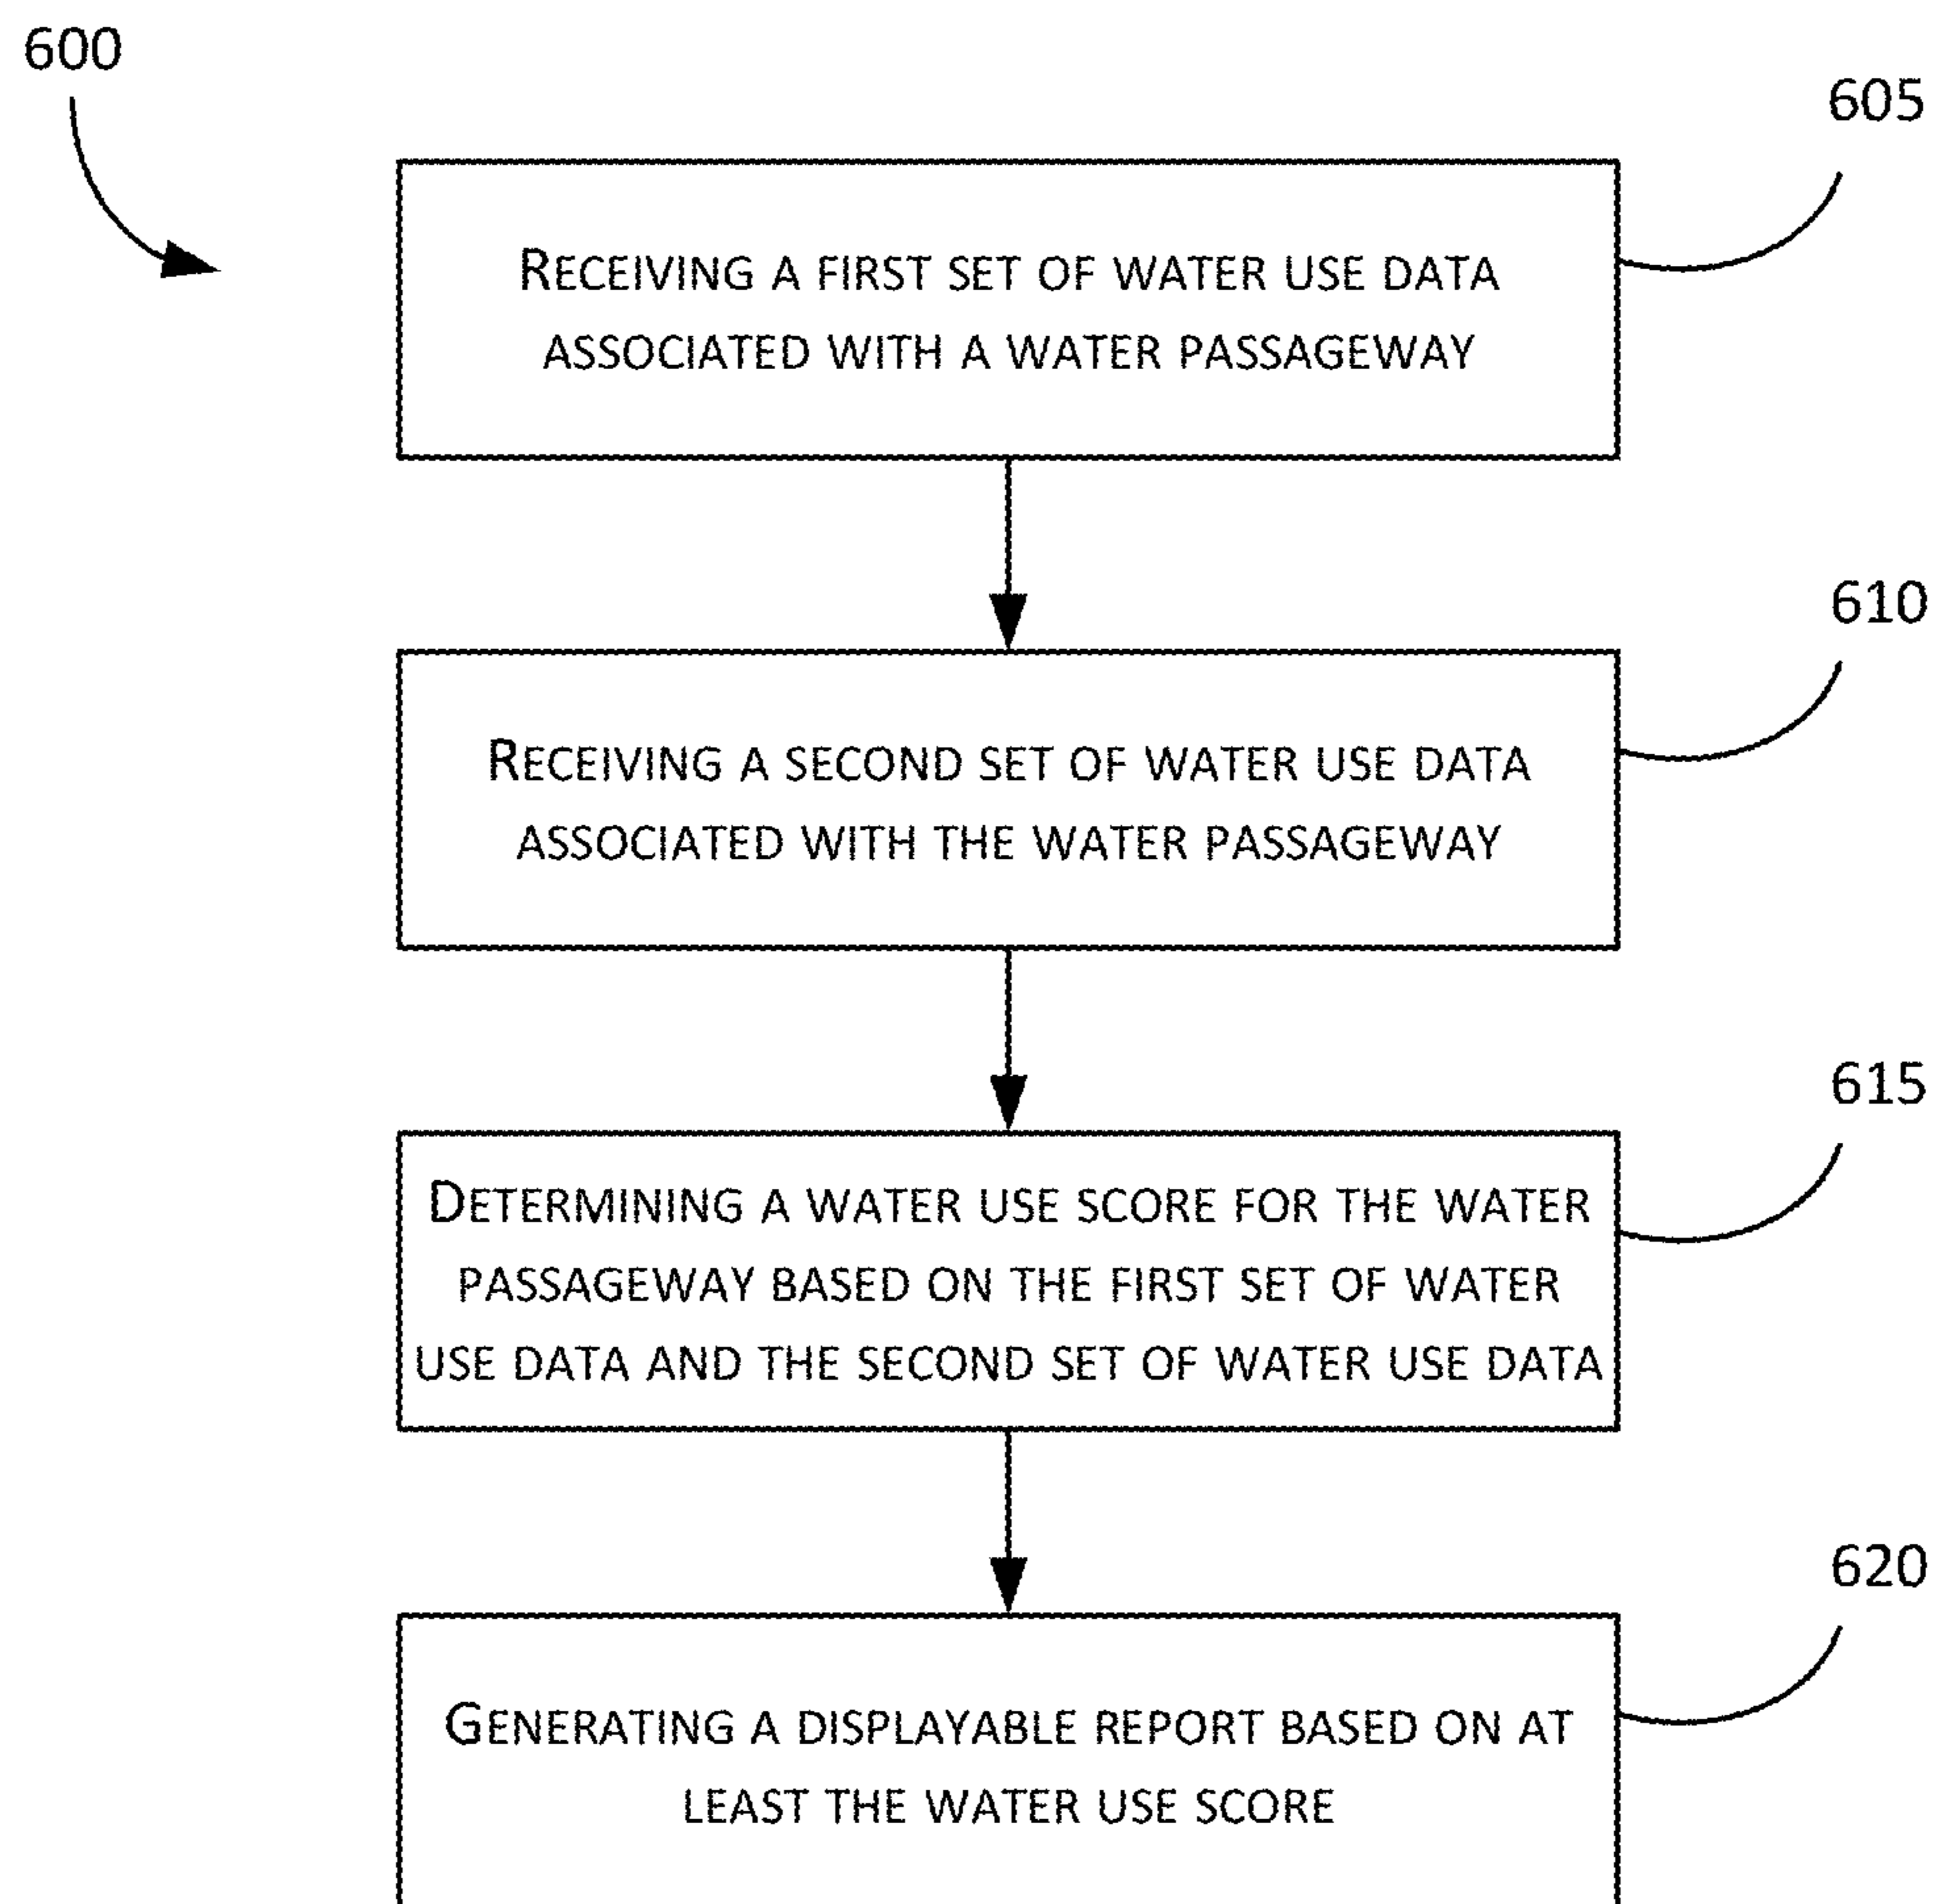 600
605
RECEIVING A FIRST SET OF WATER USE DATA
ASSOCIATED WITH A WATER PASSAGEWAY
610
RECEIVING A SECOND SET OF WATER USE DATA
ASSOCIATED WITH THE WATER PASSAGEWAY
615
DETERMINING A WATER USE SCORE FOR THE WATER
PASSAGEWAY BASED ON THE FIRST SET OF WATER
USE DATA AND THE SECOND SET OF WATER USE DATA
620
GENERATING A DISPLAYABLE REPORT BASED ON AT
LEAST THE WATER USE SCORE